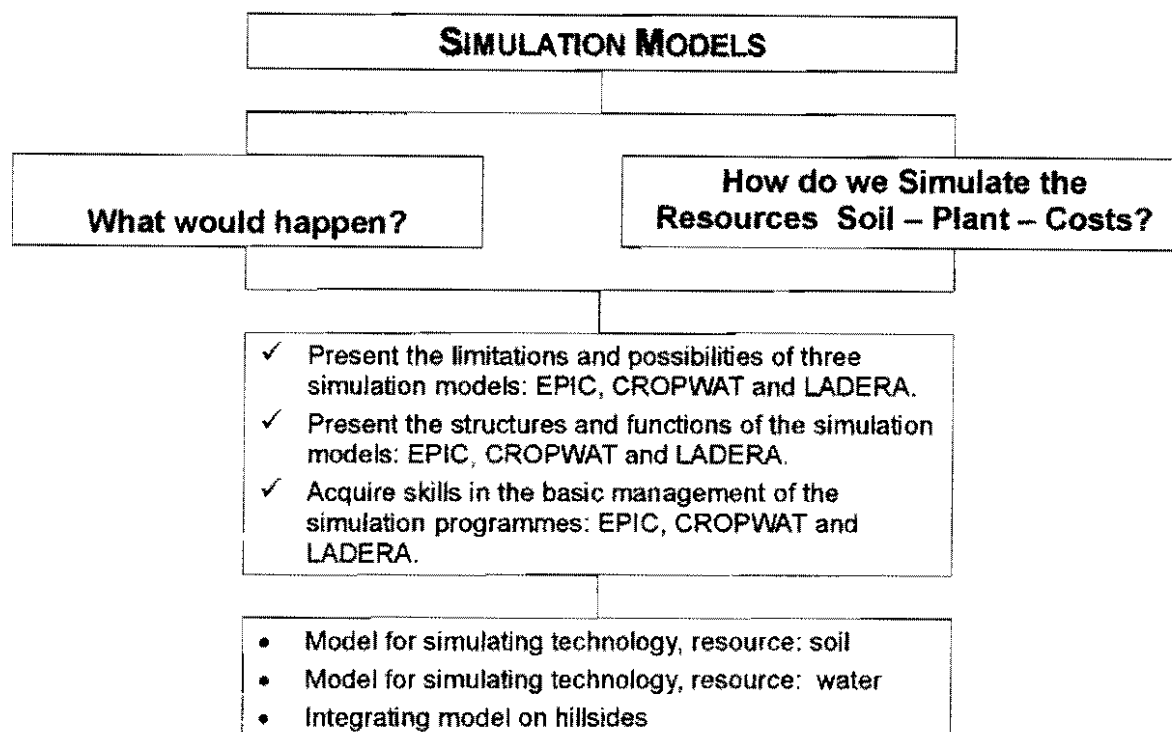 SIMULATION MODELS
What would happen?
How do we Simulate the
Resources Soil – Plant – Costs?
✓ Present the limitations and possibilities of three
simulation models: EPIC, CROPWAT and LADERA.
✓ Present the structures and functions of the simulation
models: EPIC, CROPWAT and LADERA.
✓ Acquire skills in the basic management of the
simulation programmes: EPIC, CROPWAT and
LADERA.
• Model for simulating technology, resource: soil
• Model for simulating technology, resource: water
• Integrating model on hillsides